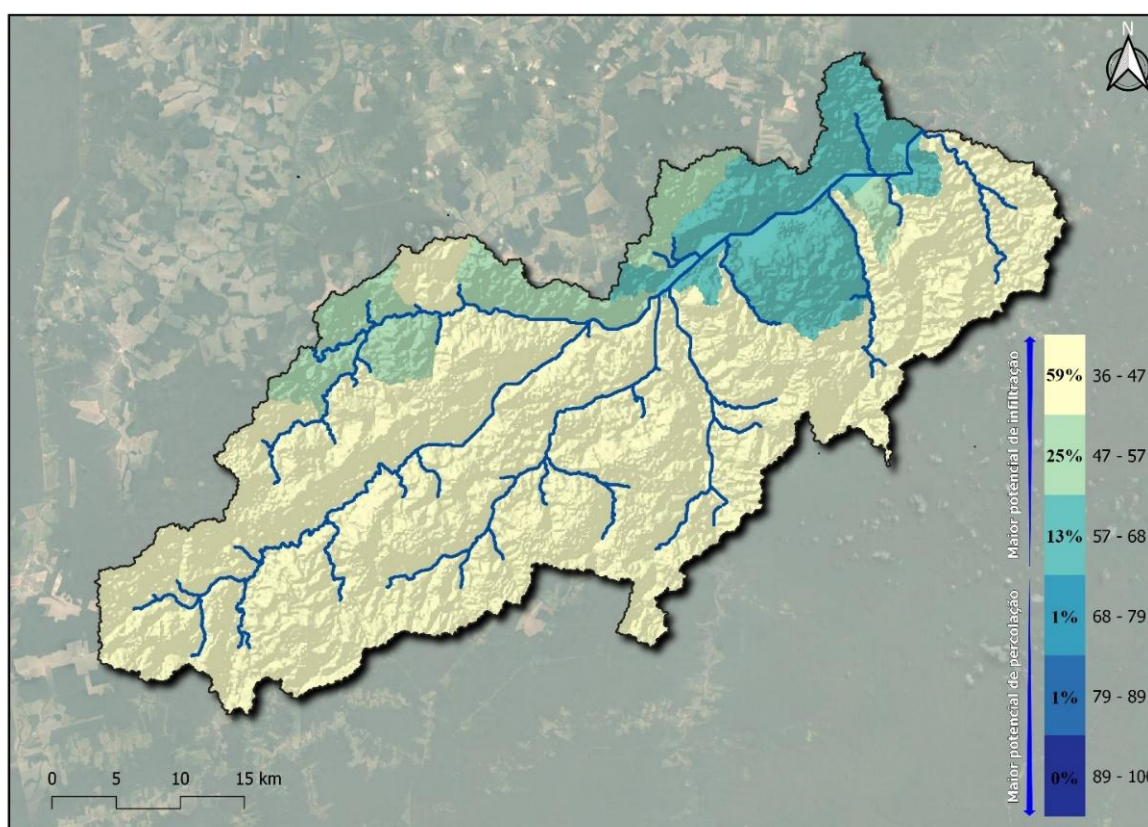 N
Maior potencial de infiltração
59% 36 - 47
25% 47 - 57
13% 57 - 68
Maior potencial de percolação
1% 68 - 79
1% 79 - 89
0% 89 - 100
0 5 10 15 km